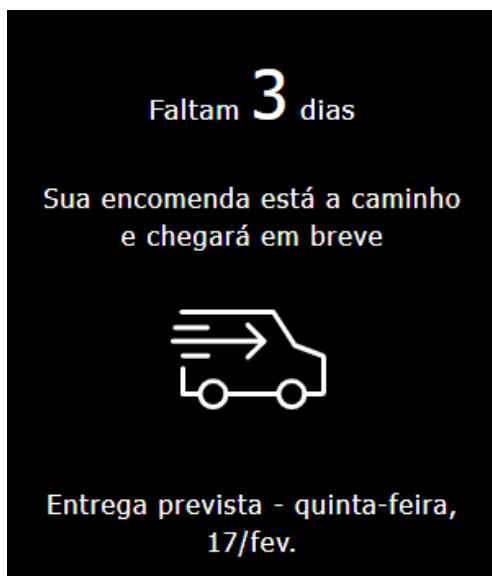 Faltam 3 dias
Sua encomenda está a caminho
e chegará em breve
Entrega prevista - quinta-feira,
17/fev.